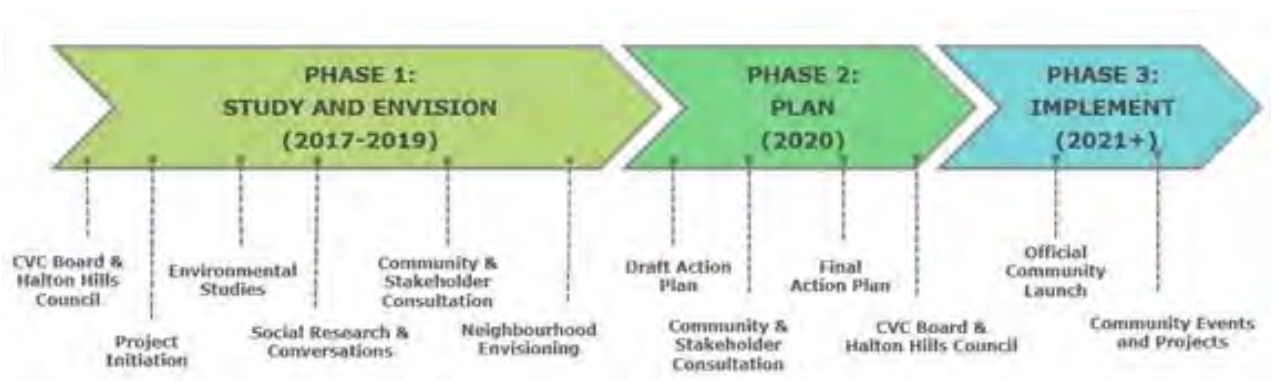 PHASE 1:
STUDY AND ENVISION
(2017-2019)
PHASE 2:
PLAN
(2020)
PHASE 3:
IMPLEMENT
(2021+)
CVC Board &
Halton Hills
Council
Project
Initiation
Environmental
Studies
Social Research &
Conversations
Community &
Stakeholder
Consultation
Neighbourhood
Envisioning
Draft Action
Plan
Community &
Stakeholder
Consultation
Final
Action Plan
CVC Board &
Halton Hills Council
Official
Community
Launch
Community Events
and Projects